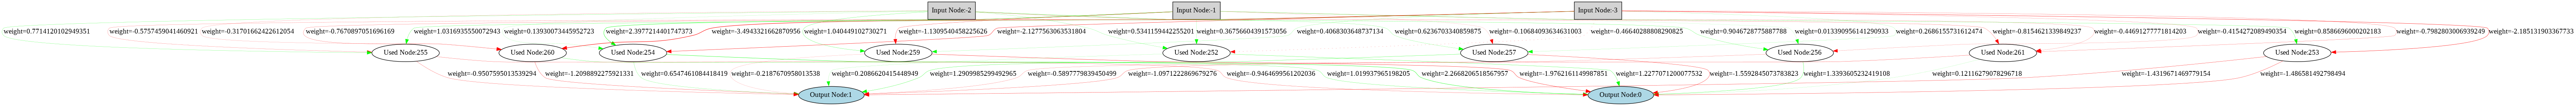 Input Node:-2 Input Node:-1 Input Node:-3
weight=0.7714120102949351 weight=-0.5757459041460921 weight=-0.31701662422612054 weight=-0.7670897051696169 weight=1.0316935550072943 weight=0.13930073445952723 weight=2.3977214401747373 weight=-3.4943321662870956 weight=1.040449102730271 weight=-1.1309540458225626 weight=-2.1277561063531804 weight=0.5341159442255201 weight=0.36756604391573056 weight=0.4068303648737134 weight=0.6236703340859875 weight=-0.10684093634631003 weight=-0.46640288808290825 weight=0.9046728775887788 weight=0.013390956141290933 weight=0.2686155731612474 weight=-0.8154621339849237 weight=-0.44691277771814203 weight=-0.4154272089490354 weight=0.8586696000202183 weight=-0.7982803006939249 weight=-2.185131903367733
Used Node:255 Used Node:260 Used Node:254 Used Node:259 Used Node:252 Used Node:257 Used Node:256 Used Node:261 Used Node:253
weight=-0.9507595013539294 weight=-1.2098892275921331 weight=0.6547461084418419 weight=-0.2187670958013538 weight=0.2086620415448949 weight=1.2909985299492965 weight=-0.5897779839450499 weight=-1.0971222869679276 weight=-0.9464699561202036 weight=1.019937965198205 weight=2.2668206518567957 weight=-1.9762161149987851 weight=1.2277071200077532 weight=-1.5592845073783823 weight=1.3393605232419108 weight=0.12116279078296718 weight=-1.4319671469779154 weight=-1.486581492798494
Output Node:1 Output Node:0